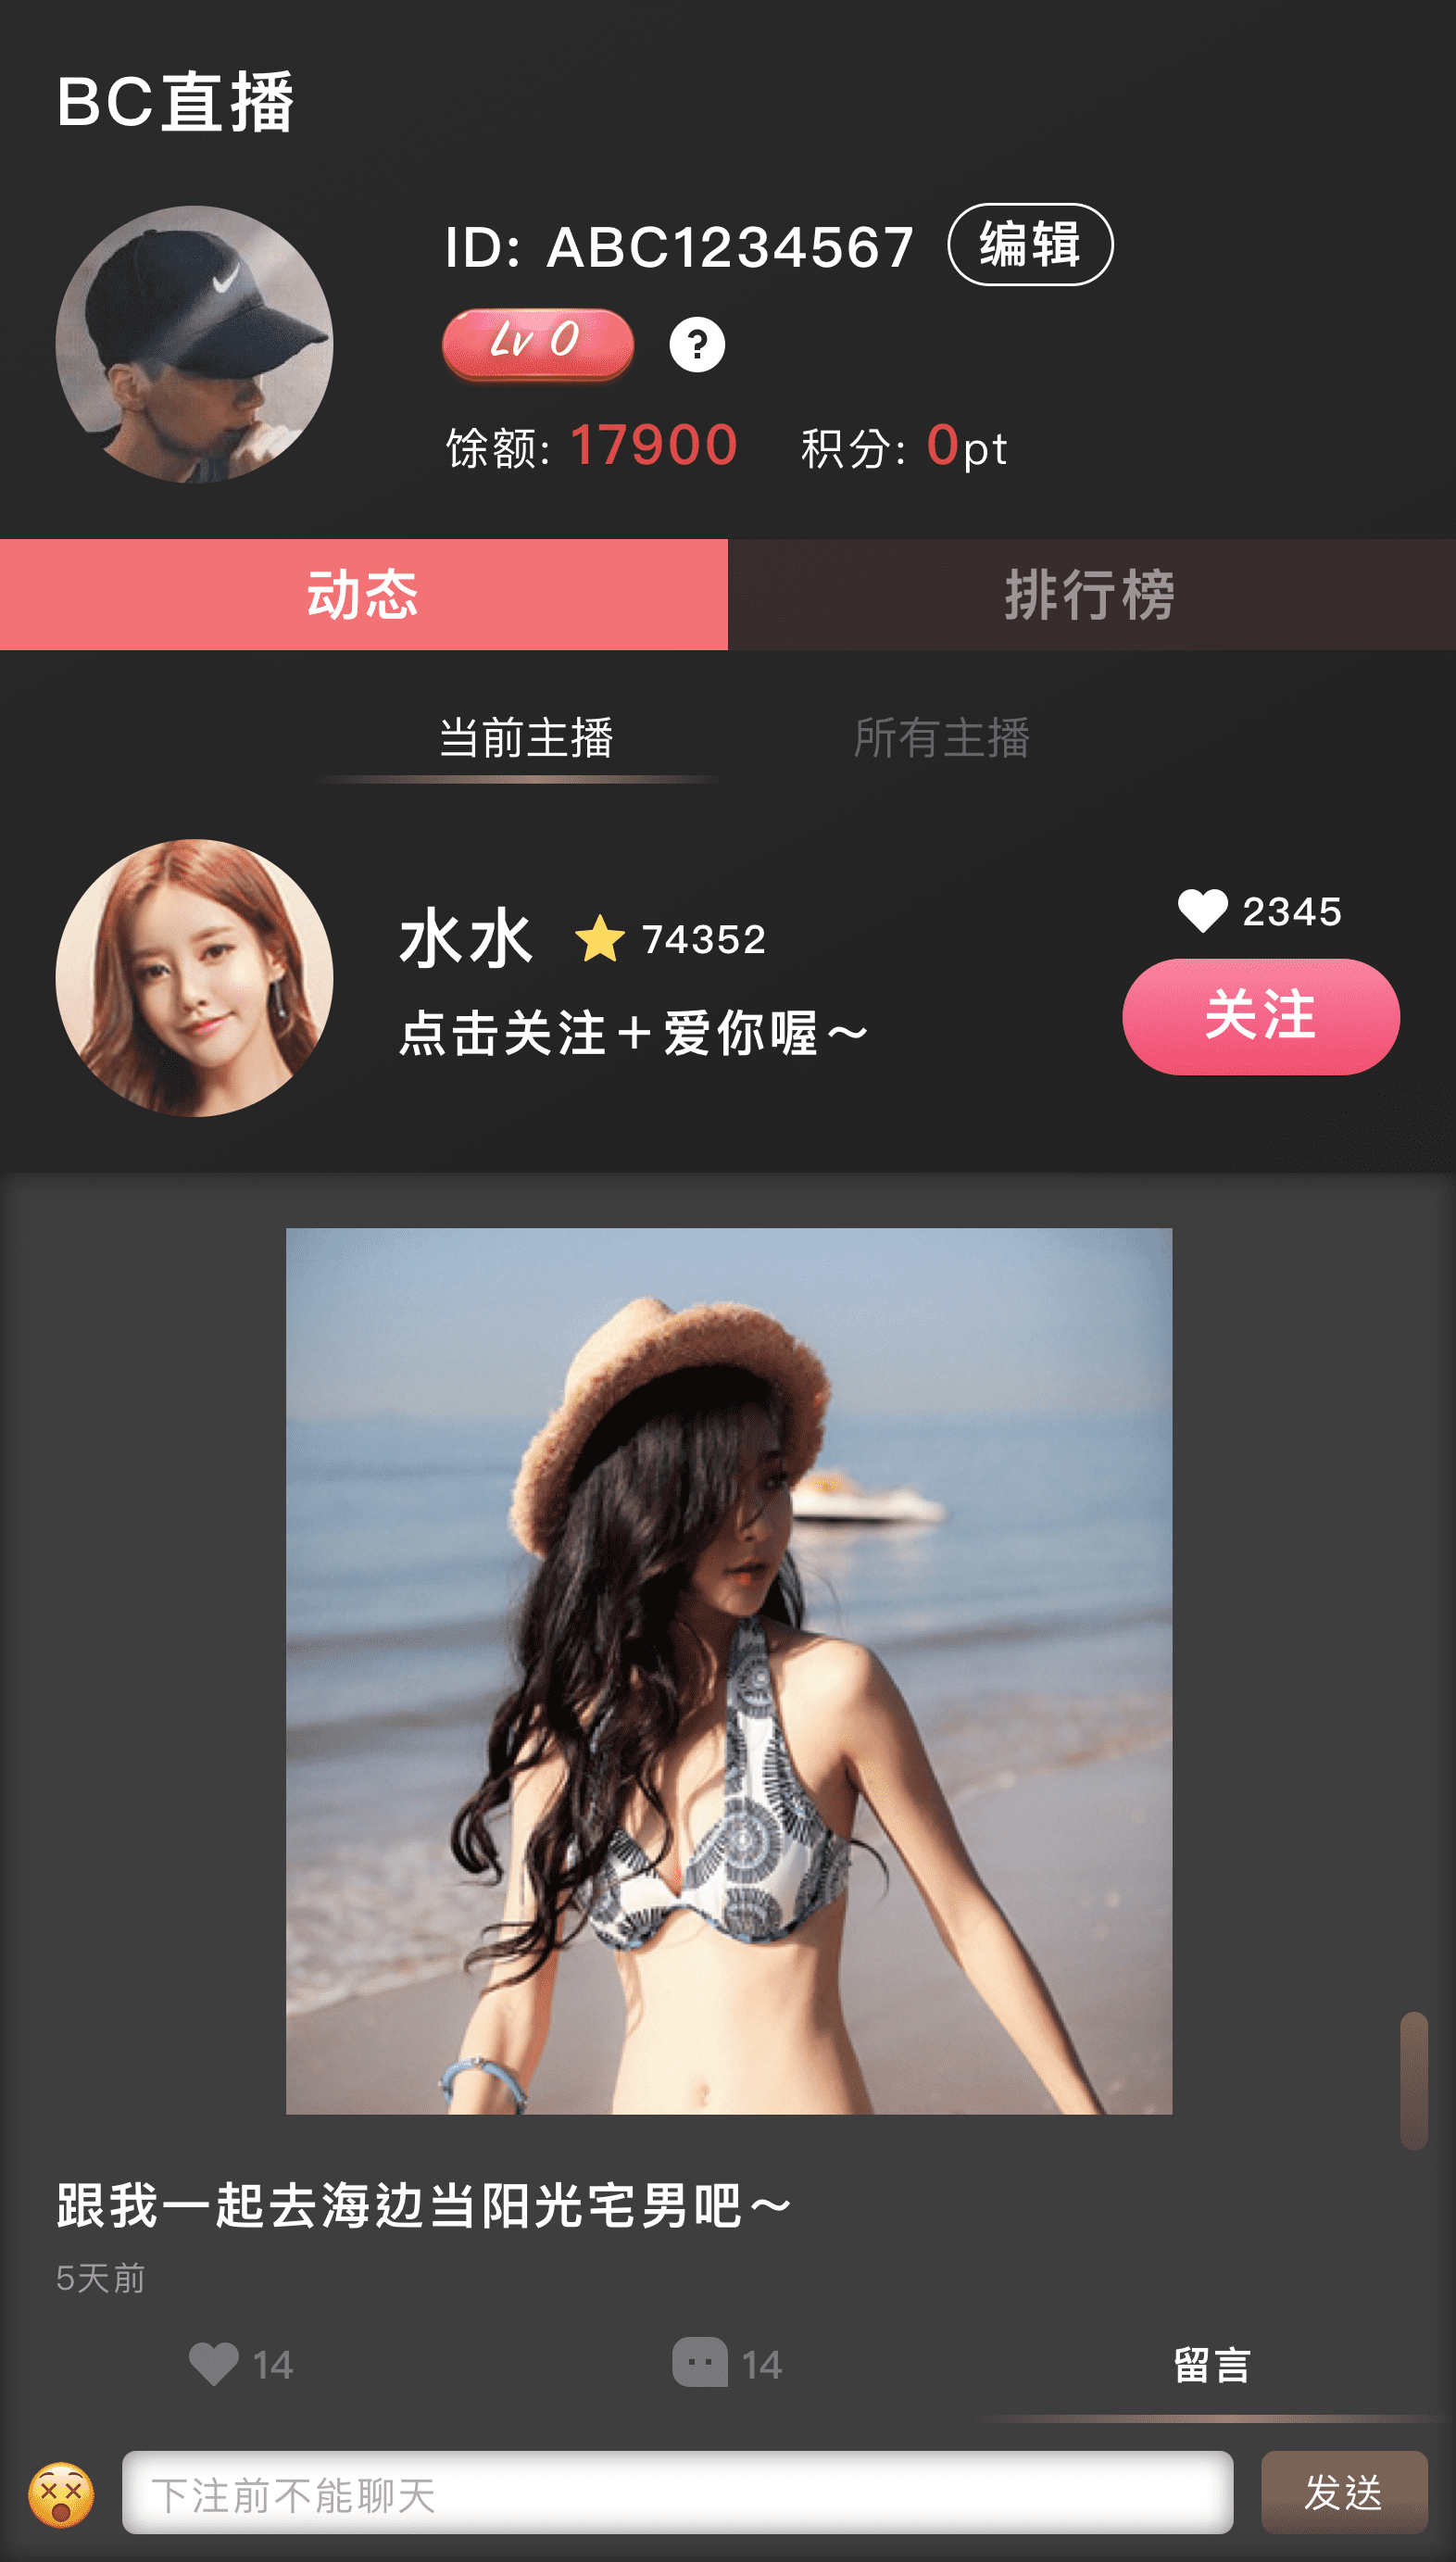 BC直播
ID: ABC1234567 编辑
Lv 0 ?
馀额: 17900 积分: 0pt
动态 排行榜
当前主播 所有主播
水水 74352
点击关注＋爱你喔～
2345
关注
跟我一起去海边当阳光宅男吧～
5天前
14 14 留言
下注前不能聊天 发送